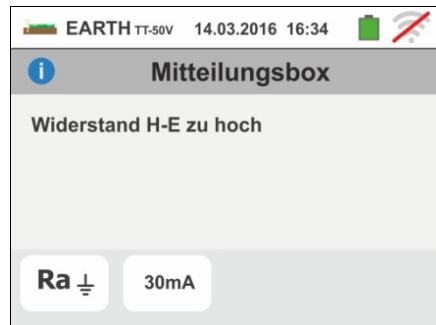 EARTH TT-50V 14.03.2016 16:34
Mitteilungsbox
Widerstand H-E zu hoch
Ra 30mA